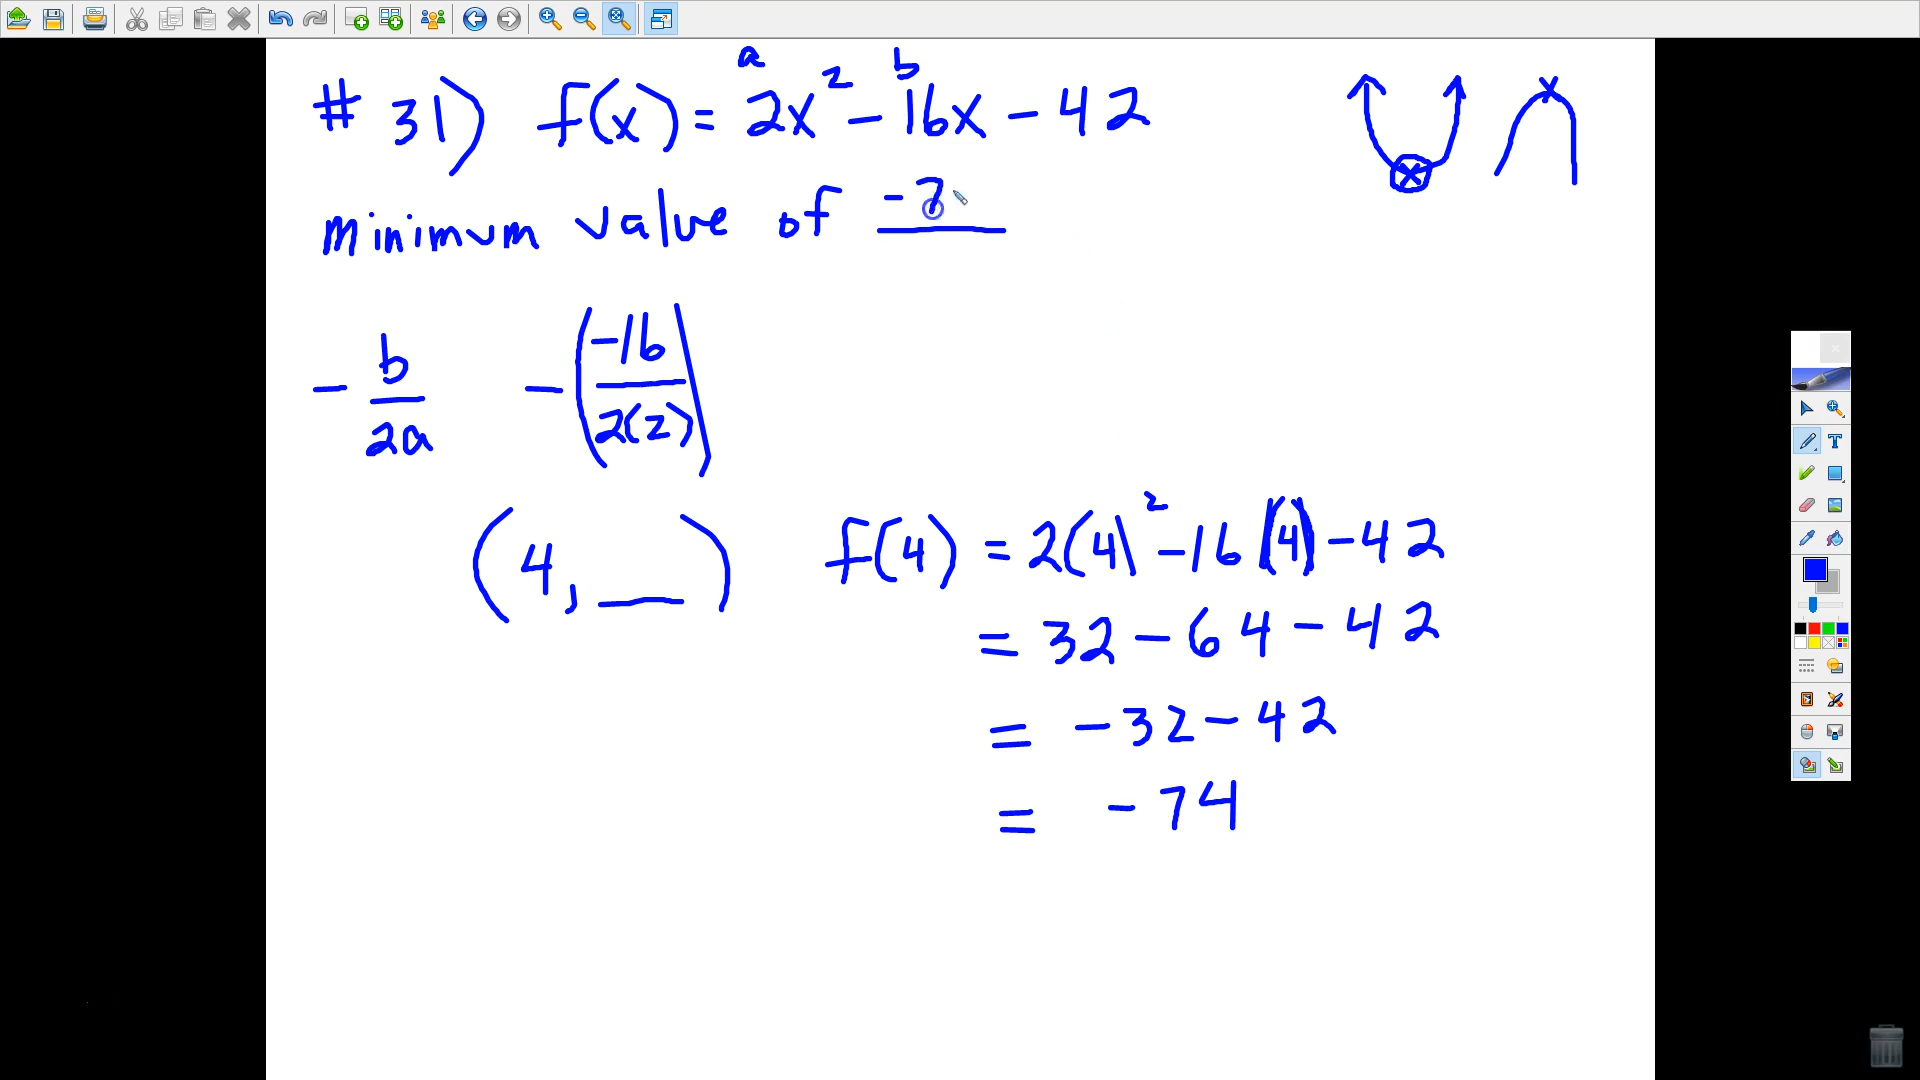 # 31) f(x) = 2x² - 16x - 42
a b
minimum value of -7
- b/2a -(-16/2(2))
(4, __) f(4) = 2(4)² - 16(4) - 42
= 32 - 64 - 42
= -32 - 42
= -74
T